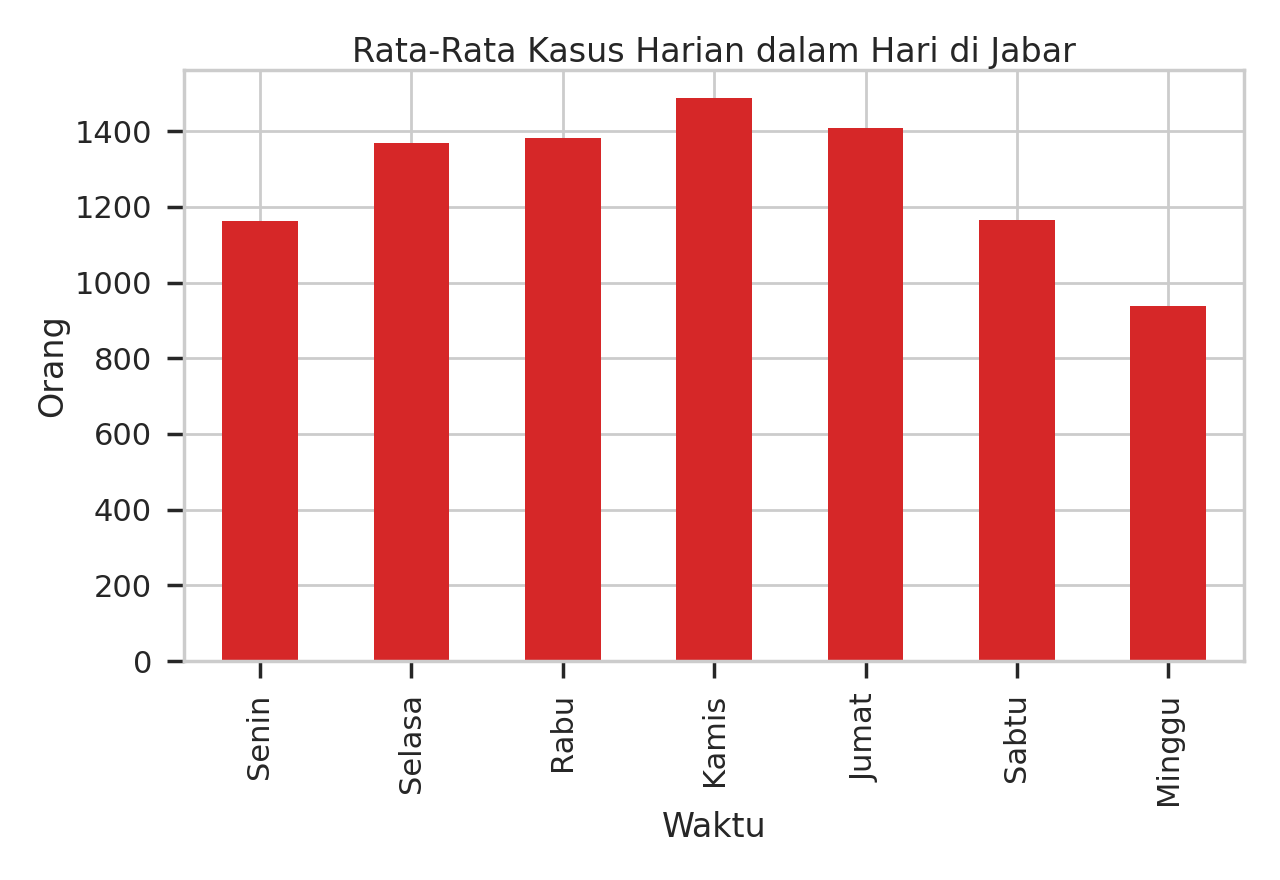 Rata-Rata Kasus Harian dalam Hari di Jabar
Orang
1400
1200
1000
800
600
400
200
0
Senin
Selasa
Rabu
Kamis
Jumat
Sabtu
Minggu
Waktu